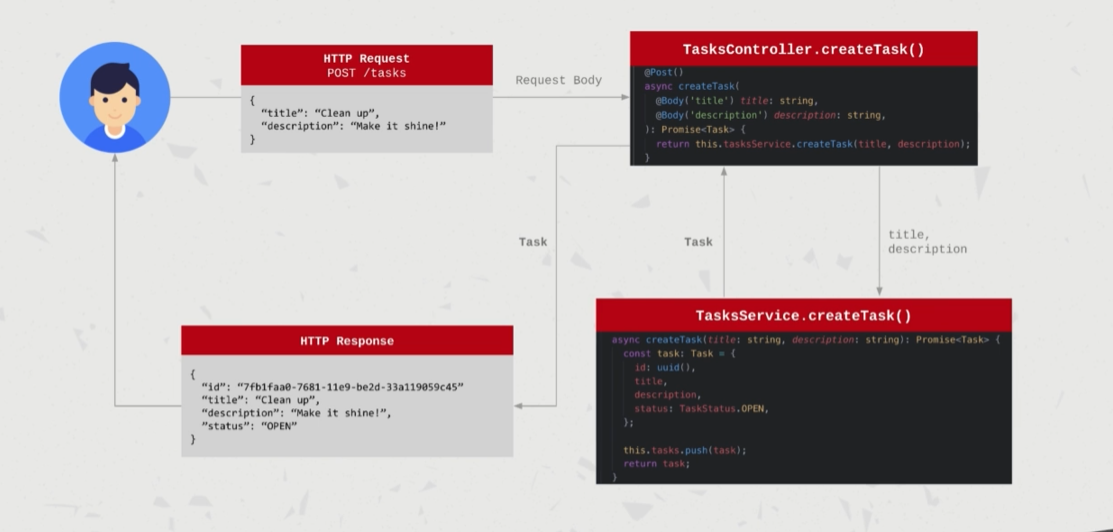 HTTP Request
POST /tasks
{
  “title”: “Clean up”,
  “description”: “Make it shine!”
}
Request Body
TasksController.createTask()
@Post()
async createTask(
  @Body('title') title: string,
  @Body('description') description: string,
): Promise<Task> {
  return this.tasksService.createTask(title, description);
}
Task
Task
title,
description
HTTP Response
{
  “id”: “7fb1faa0-7681-11e9-be2d-33a119059c45”
  “title”: “Clean up”,
  “description”: “Make it shine!”,
  “status”: “OPEN”
}
TasksService.createTask()
async createTask(title: string, description: string): Promise<Task> {
  const task: Task = {
    id: uuid(),
    title,
    description,
    status: TaskStatus.OPEN,
  };
  this.tasks.push(task);
  return task;
}